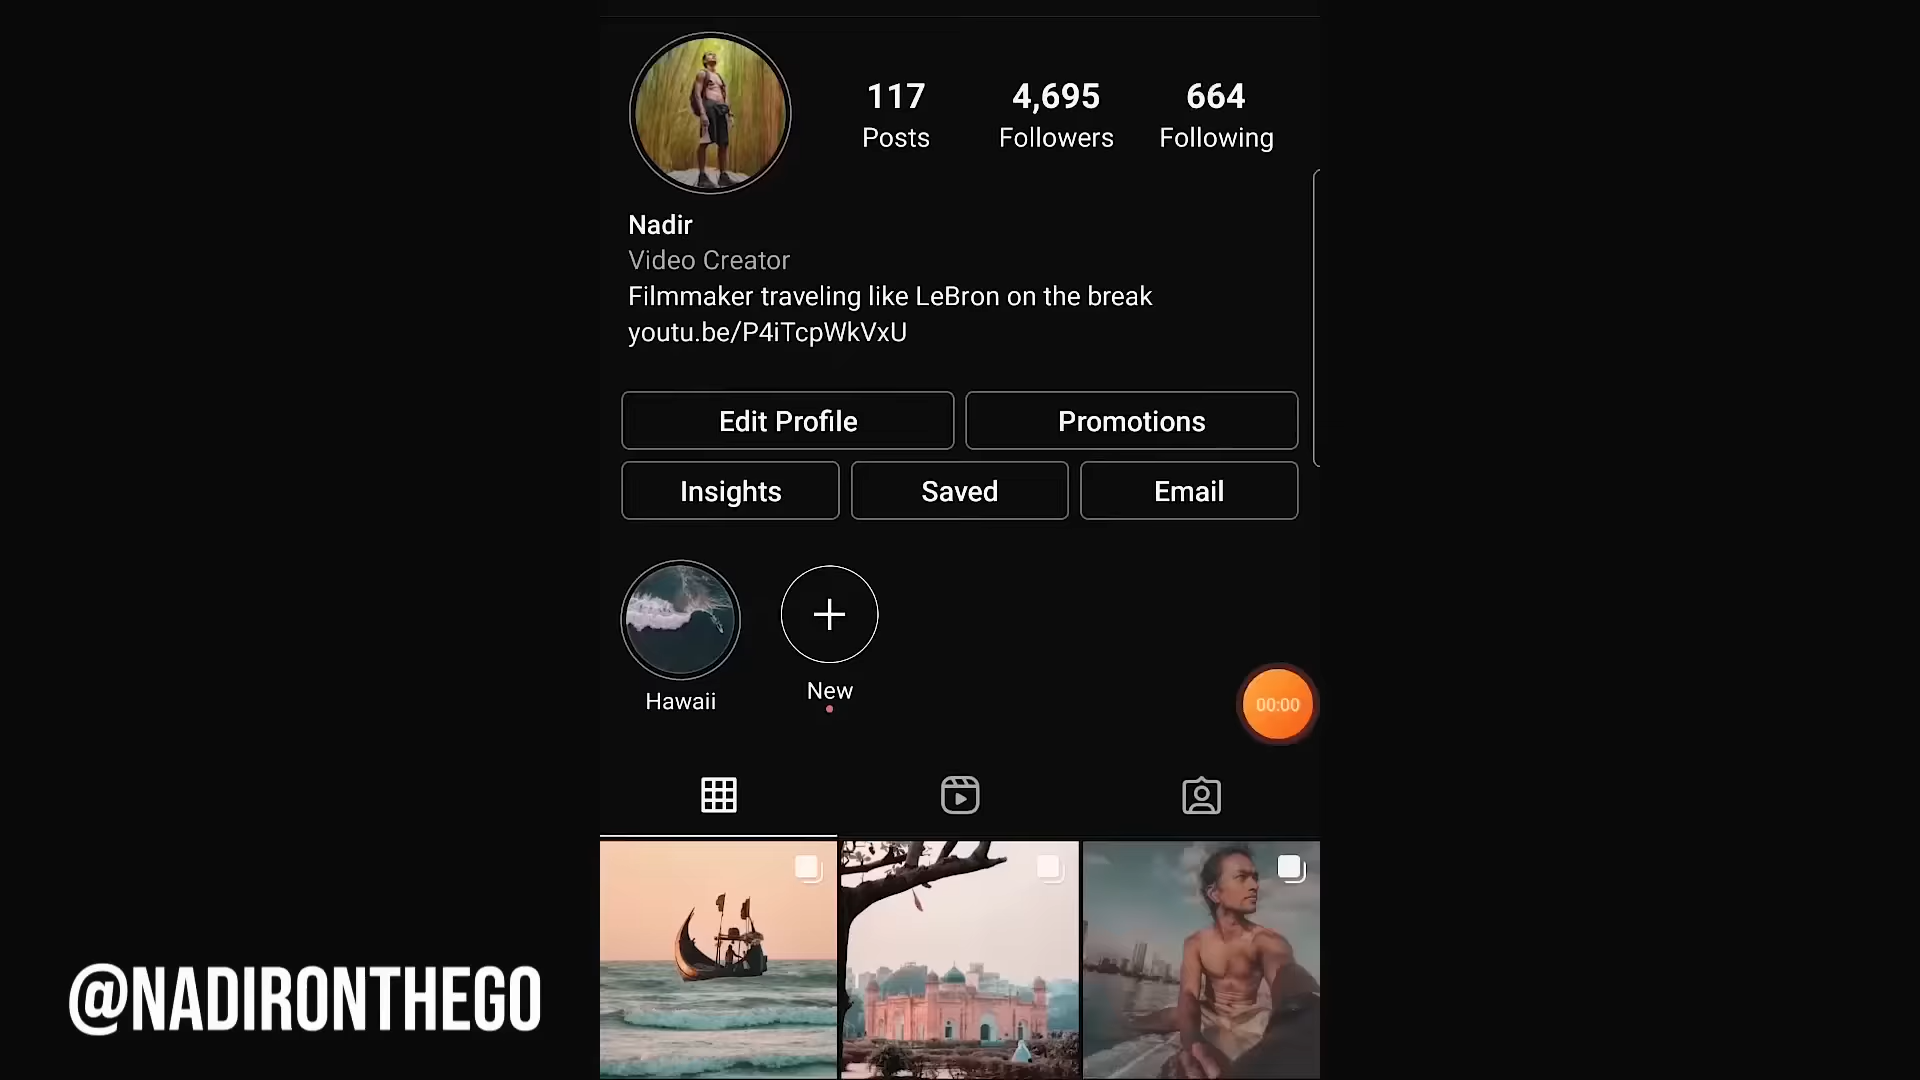 117 4,695 664
Posts Followers Following
Nadir
Video Creator
Filmmaker traveling like LeBron on the break
youtu.be/P4iTcpWkVxU
Edit Profile Promotions
Insights Saved Email
Hawaii New
00:00
@NADIRONTHEGO